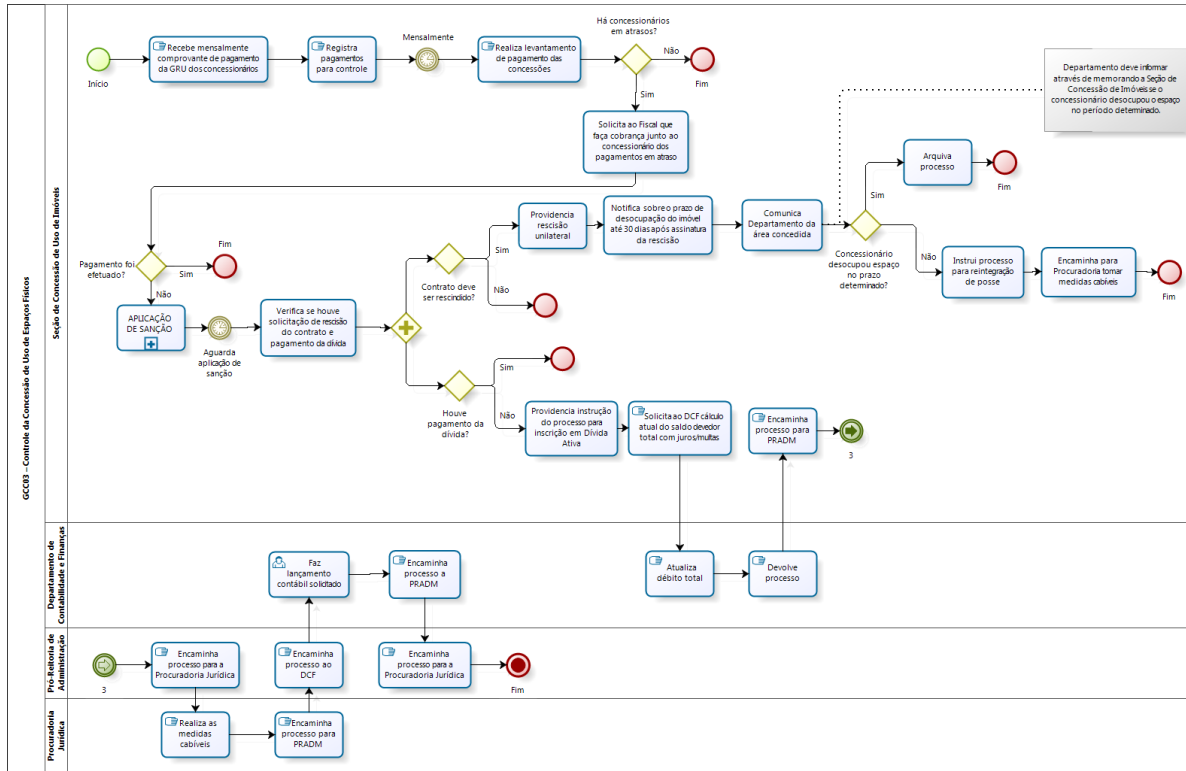 GCC03 – Controle da Concessão de Uso de Espaços Físicos
Seção de Concessão de Uso de Imóveis
Início
Recebe mensalmente
comprovante de pagamento
da GRU dos concessionários
Registra
pagamentos
para controle
Mensalmente
Realiza levantamento
de pagamento das
concessões
Há concessionários
em atrasos?
Não
Fim
Sim
Departamento deve informar
através de memorando a Seção de
Concessão de Imóveis se o
concessionário desocupou o espaço
no período determinado.
Solicita ao Fiscal que
faça cobrança junto ao
concessionário dos
pagamentos em atraso
Arquiva
processo
Fim
Sim
Providencia
rescisão
unilateral
Notifica sobre o prazo de
desocupação do imóvel
até 30 dias após assinatura
da rescisão
Comunica
Departamento da
área concedida
Concessionário
desocupou espaço
no prazo
determinado?
Não
Instrui processo
para reintegração
de posse
Encaminha para
Procuradoria tomar
medidas cabíveis
Fim
Pagamento foi
efetuado?
Sim
Fim
Não
Sim
Contrato deve
ser rescindido?
Não
APLICAÇÃO
DE SANÇÃO
Aguarda
aplicação de
sanção
Verifica se houve
solicitação de rescisão
do contrato e
pagamento da dívida
Sim
Houve
pagamento da
dívida?
Não
Providencia instrução
do processo para
inscrição em Dívida
Ativa
Solicita ao DCF cálculo
atual do saldo devedor
total com juros/multas
Encaminha
processo para
PRADM
3
Departamento de
Contabilidade e Finanças
Faz
lançamento
contábil solicitado
Encaminha
processo a
PRADM
Atualiza
débito total
Devolve
processo
Pró-Reitoria de
Administração
3
Encaminha
processo para a
Procuradoria Jurídica
Encaminha
processo ao
DCF
Encaminha
processo para a
Procuradoria Jurídica
Fim
Procuradoria
Jurídica
Realiza as
medidas
cabíveis
Encaminha
processo para
PRADM